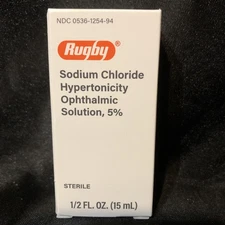 NDC 0536-1254-94
Rugby®
Sodium Chloride
Hypertonicity
Ophthalmic
Solution, 5%
STERILE
1/2 FL. OZ. (15 mL)